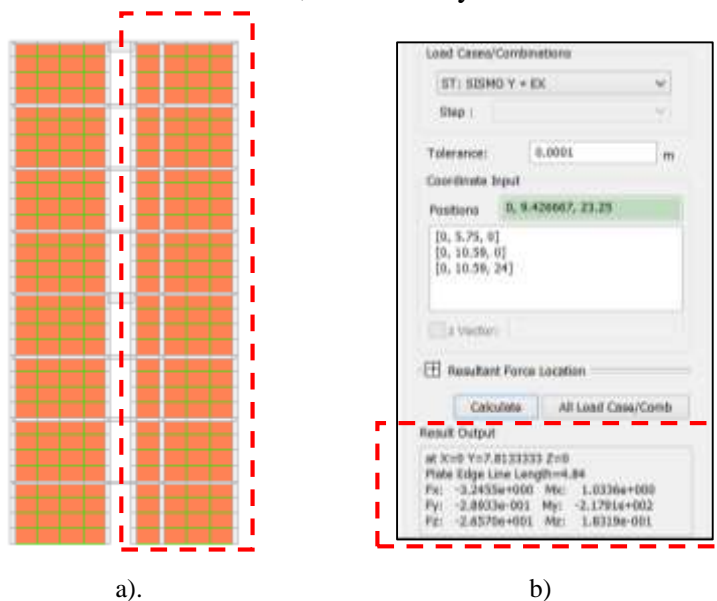 Load Cases/Combinations
ST: SISMO Y + EX
Step :
Tolerance: 0.0001 m
Coordinate Input
Positions 0, 9.426667, 23.25
[0, 5.75, 0]
[0, 10.59, 0]
[0, 10.59, 24]
z Vector:
Resultant Force Location
Calculate All Load Case/Comb
Result Output
at X=0 Y=7.8133333 Z=0
Plate Edge Line Length=4.84
Fx: -3.2455e+000 Mx: 1.0336e+000
Fy: -2.8933e-001 My: -2.1791e+002
Fz: -2.6570e+001 Mz: 1.8319e-001
a). b)